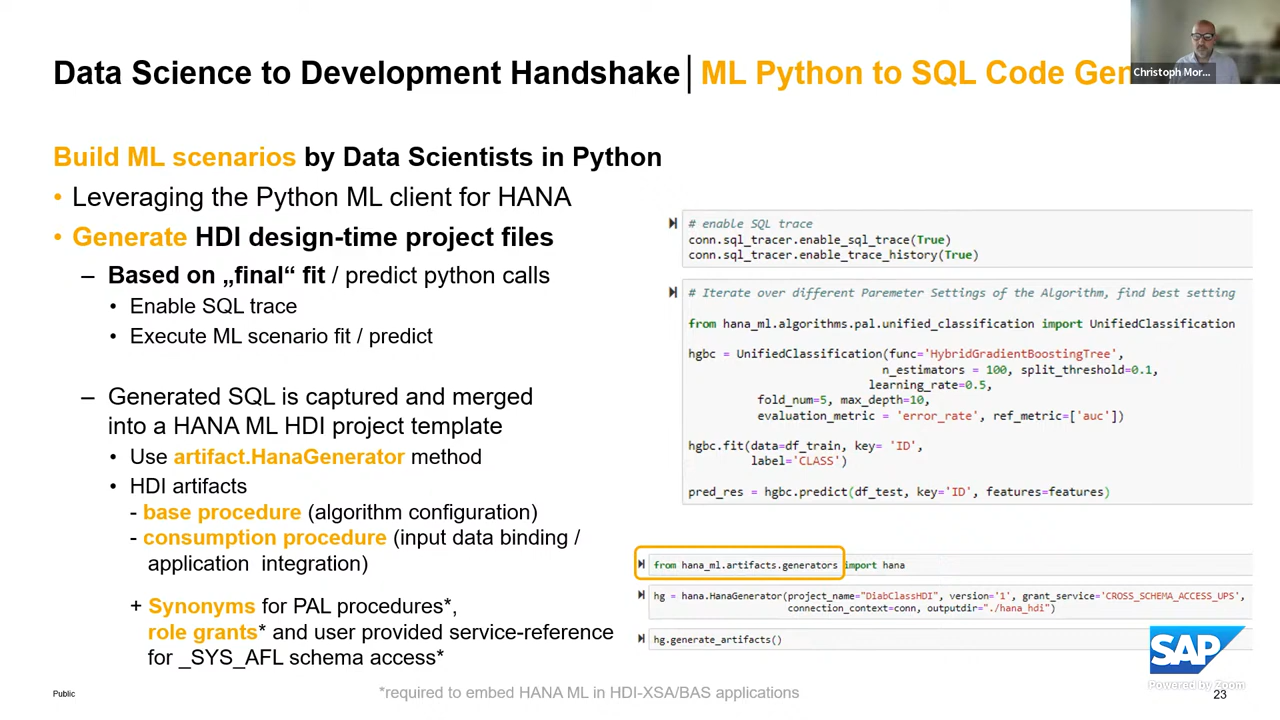 Data Science to Development Handshake| ML Python to SQL Code Ger
Christoph Mor...
Build ML scenarios by Data Scientists in Python
• Leveraging the Python ML client for HANA
• Generate HDI design-time project files
– Based on „final“ fit / predict python calls
• Enable SQL trace
• Execute ML scenario fit / predict
– Generated SQL is captured and merged
into a HANA ML HDI project template
• Use artifact.HanaGenerator method
• HDI artifacts
- base procedure (algorithm configuration)
- consumption procedure (input data binding /
application integration)
+ Synonyms for PAL procedures*,
role grants* and user provided service-reference
for _SYS_AFL schema access*
# enable SQL trace
conn.sql_tracer.enable_sql_trace(True)
conn.sql_tracer.enable_trace_history(True)
# Iterate over different Paremeter Settings of the Algorithm, find best setting
from hana_ml.algorithms.pal.unified_classification import UnifiedClassification
hgbc = UnifiedClassification(func='HybridGradientBoostingTree',
n_estimators = 100, split_threshold=0.1,
learning_rate=0.5,
fold_num=5, max_depth=10,
evaluation_metric = 'error_rate', ref_metric=['auc'])
hgbc.fit(data=df_train, key= 'ID',
label='CLASS')
pred_res = hgbc.predict(df_test, key='ID', features=features)
from hana_ml.artifacts.generators import hana
hg = hana.HanaGenerator(project_name="DiabClassHDI", version='1', grant_service='CROSS_SCHEMA_ACCESS_UPS',
connection_context=conn, outputdir="./hana_hdi")
hg.generate_artifacts()
SAP
Powered by Zoom
Public
*required to embed HANA ML in HDI-XSA/BAS applications
23